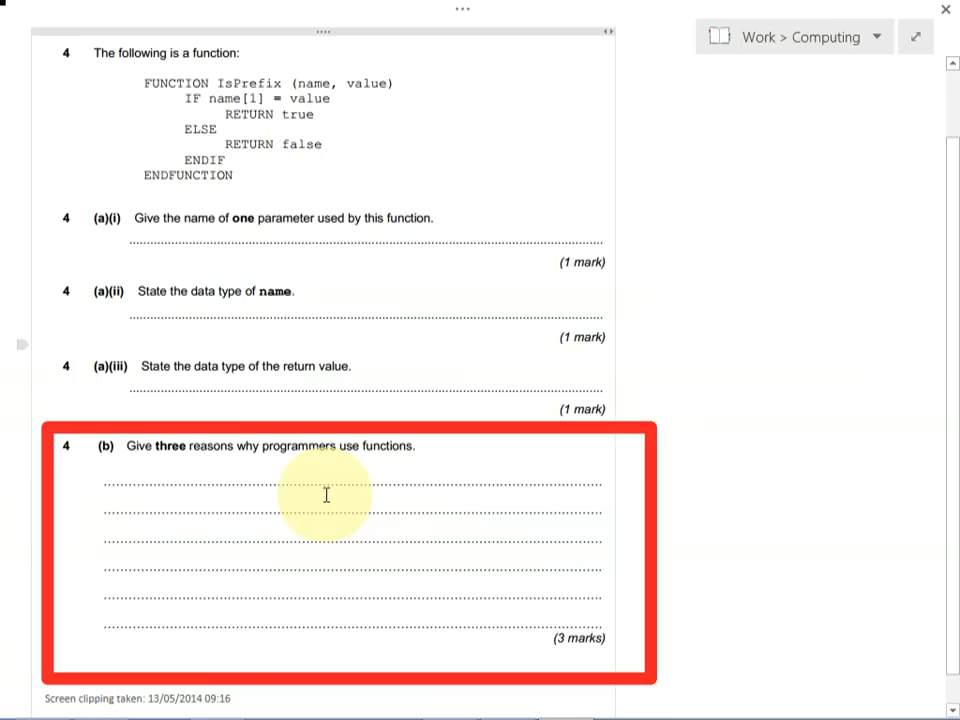 Work > Computing
4 The following is a function:
FUNCTION IsPrefix (name, value)
IF name[1] = value
RETURN true
ELSE
RETURN false
ENDIF
ENDFUNCTION
4 (a)(i) Give the name of one parameter used by this function.
(1 mark)
4 (a)(ii) State the data type of name.
(1 mark)
4 (a)(iii) State the data type of the return value.
(1 mark)
4 (b) Give three reasons why programmers use functions.
(3 marks)
Screen clipping taken: 13/05/2014 09:16